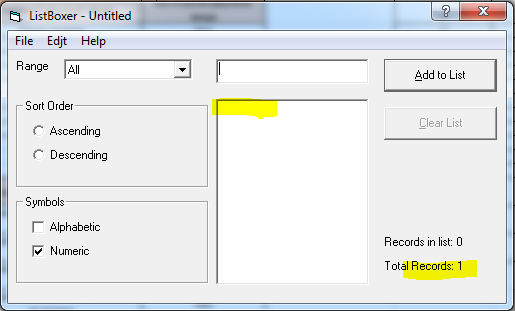 ListBoxer - Untitled
File Edjt Help
Range All Add to List
Sort Order
Ascending
Descending
Clear List
Symbols
Alphabetic
Numeric
Records in list: 0
Total Records: 1